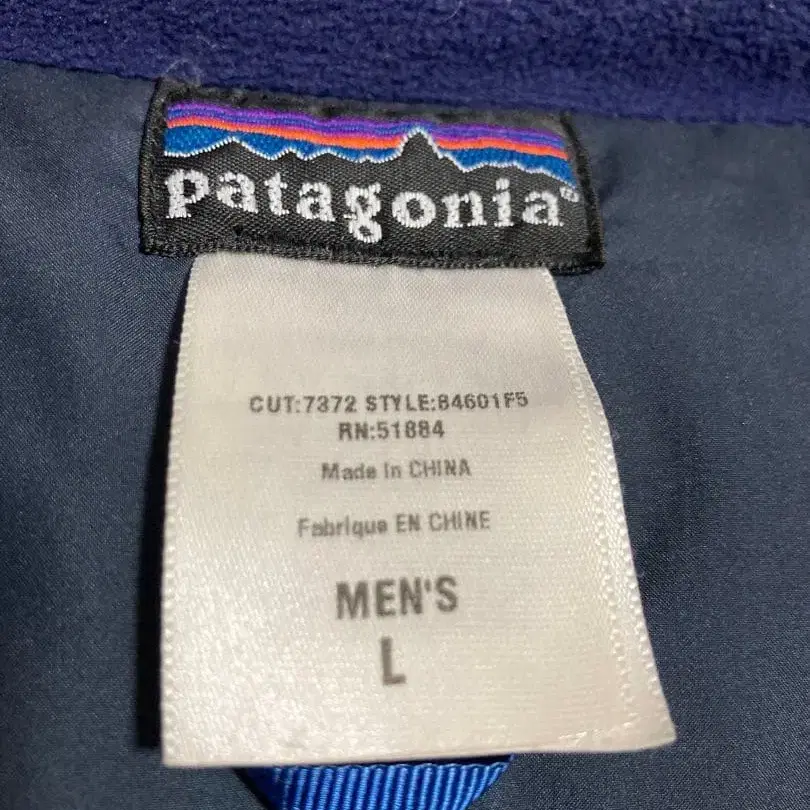 patagonia®
CUT:7372 STYLE:84601F5
RN:51884
Made In CHINA
Fabrique EN CHINE
MEN'S
L